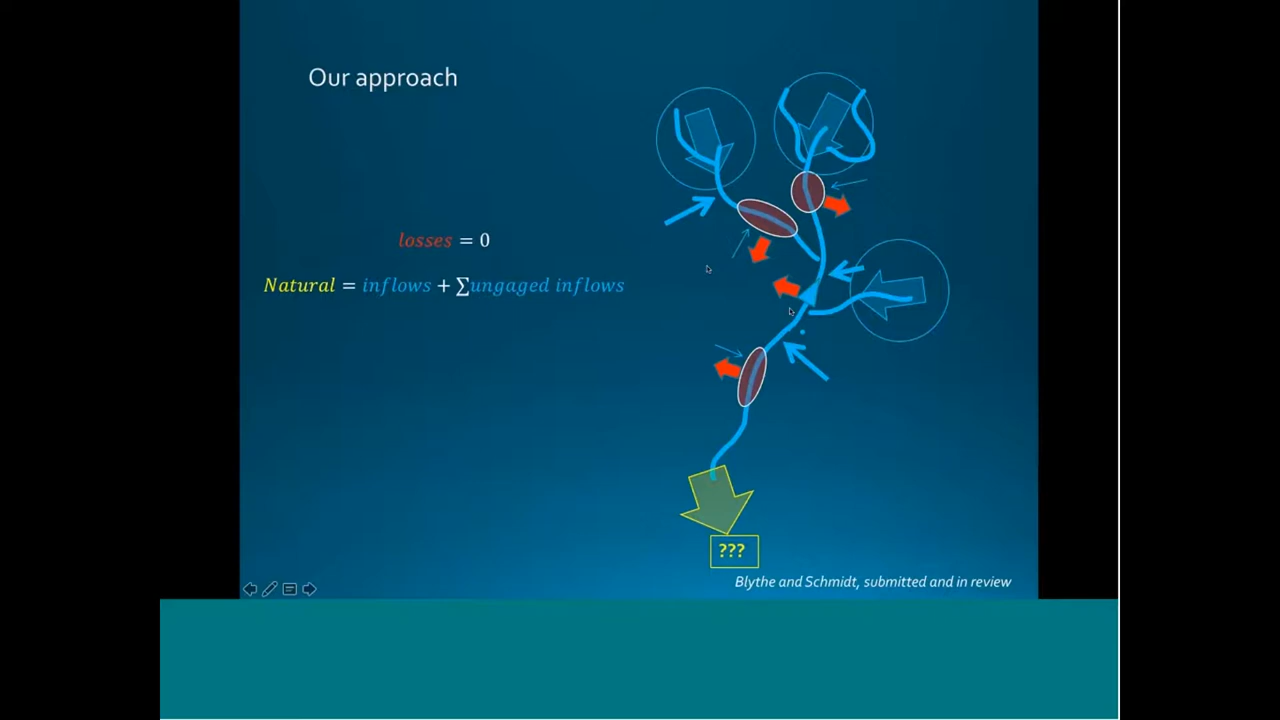 Our approach
losses = 0
Natural = inflows + ∑ungaged inflows
???
Blythe and Schmidt, submitted and in review